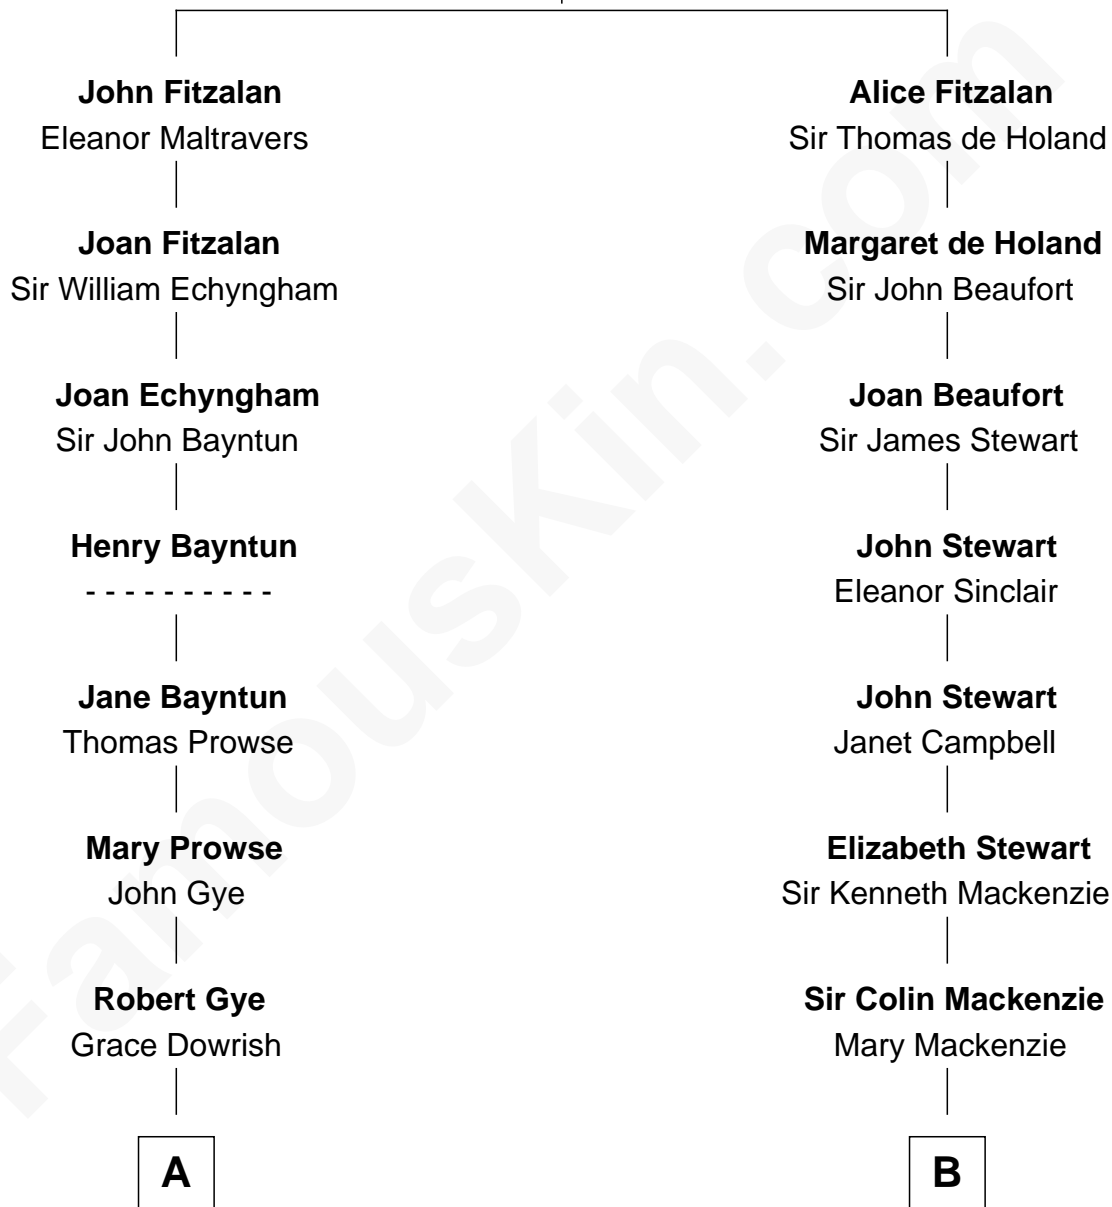 John Fitzalan
Eleanor Maltravers
Joan Fitzalan
Sir William Echyngham
Joan Echyngham
Sir John Bayntun
Henry Bayntun
- - - - - - - - - -
Jane Bayntun
Thomas Prowse
Mary Prowse
John Gye
Robert Gye
Grace Dowrish
A
Alice Fitzalan
Sir Thomas de Holand
Margaret de Holand
Sir John Beaufort
Joan Beaufort
Sir James Stewart
John Stewart
Eleanor Sinclair
John Stewart
Janet Campbell
Elizabeth Stewart
Sir Kenneth Mackenzie
Sir Colin Mackenzie
Mary Mackenzie
B
FamousKin.com